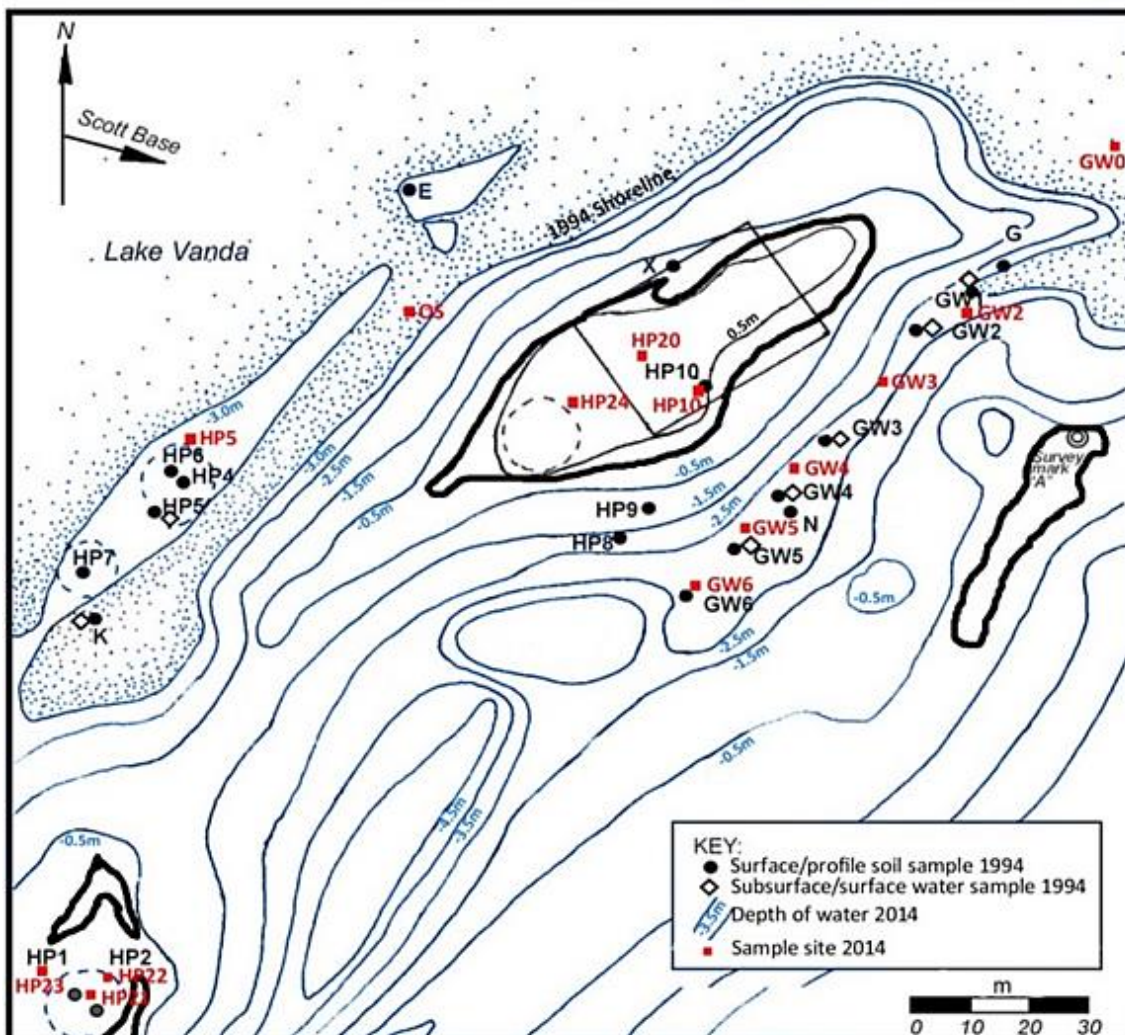 N
Scott Base
GW0
E
1994 Shoreline
Lake Vanda
G
X
GW1
OS
0.5m
GW2
GW2
HP20
HP10
GW3
HP24
HP10
-3.0m
HP5
GW3
HP6
HP4
-3.0m
-2.5m
-1.5m
-0.5m
-0.5m
-1.5m
-2.5m
GW4
Survey
mark
"A"
HP5
GW4
HP9
N
HP8
GW5
GW5
HP7
GW6
GW6
-0.5m
K
-2.5m
-1.5m
-0.5m
-4.5m
-3.5m
-0.5m
KEY:
Surface/profile soil sample 1994
Subsurface/surface water sample 1994
-3.5m
Depth of water 2014
Sample site 2014
HP1
HP2
HP23
HP22
m
0 10 20 30